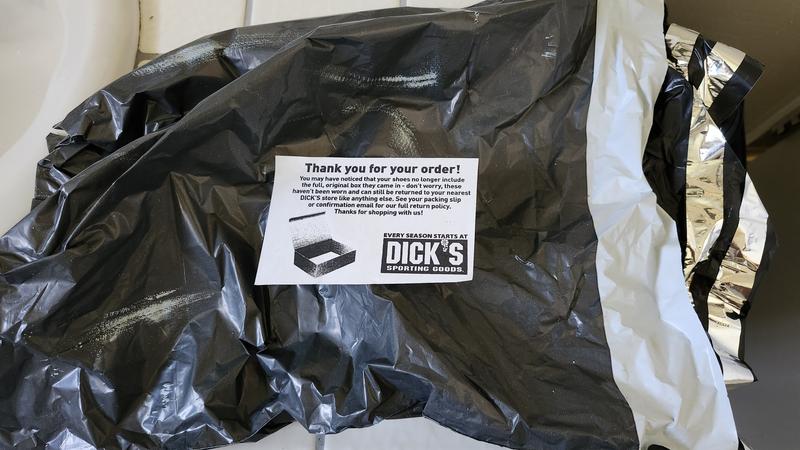 Thank you for your order!
You may have noticed that your shoes no longer include
the full, original box they came in - don't worry, these
haven't been worn and can still be returned to your nearest
DICK'S store like anything else. See your packing slip
or confirmation email for our full return policy.
Thanks for shopping with us!
EVERY SEASON STARTS AT
DICK'S
SPORTING GOODS.